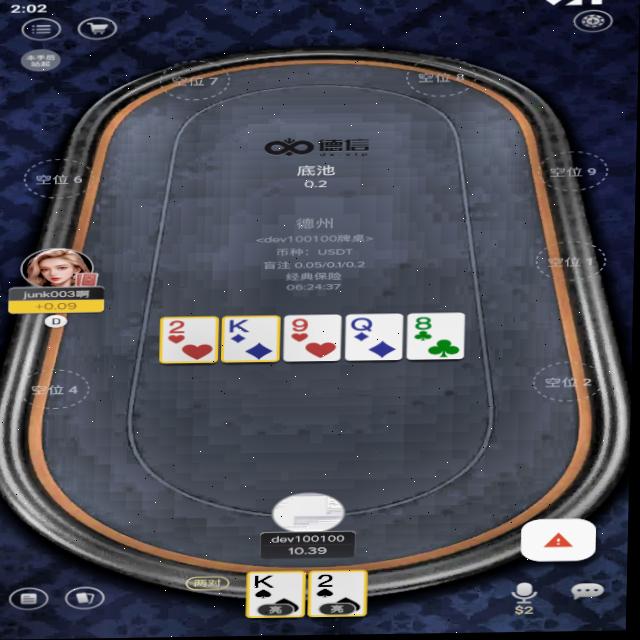 2:02
本手后
站起
空位 7
空位 8
德信
空位 6
空位 9
底池
0.2
德州
<dev100100牌桌>
币种：USDT
盲注 0.05/0.1/0.2
经典保险
06:24:37
空位 1
junk003啊
+0.09
D
2
K
9
Q
8
空位 4
空位 2
dev100100
10.39
两对
K
亮
2
亮
$2